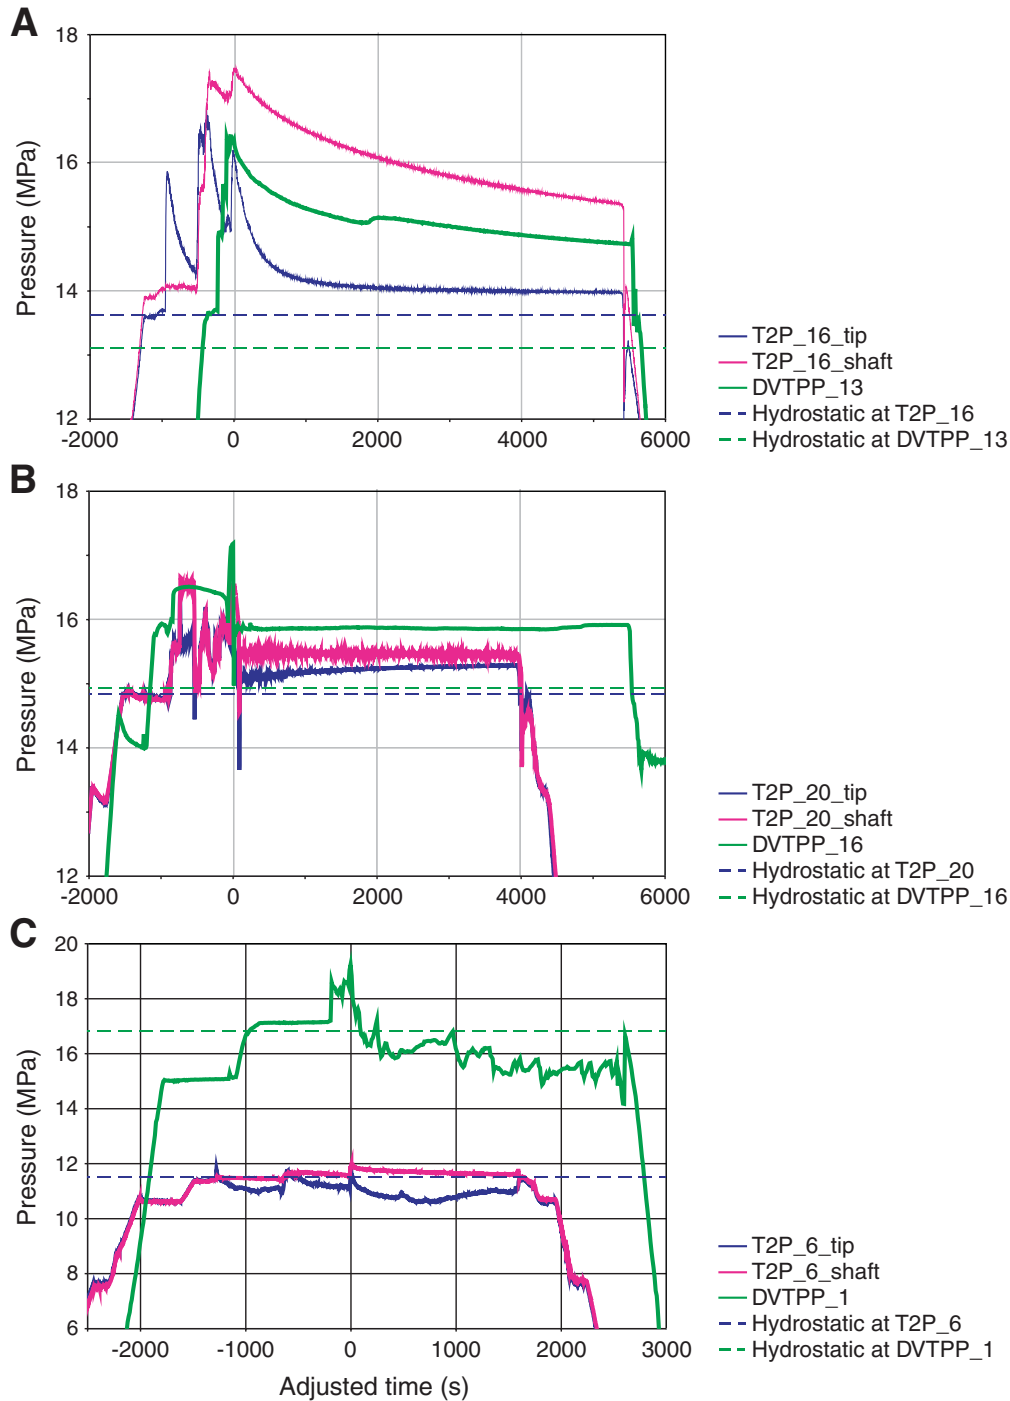 A
18
16
14
12
Pressure (MPa)
-2000
0
2000
4000
6000
T2P_16_tip
T2P_16_shaft
DVTPP_13
Hydrostatic at T2P_16
Hydrostatic at DVTPP_13
B
18
16
14
12
Pressure (MPa)
-2000
0
2000
4000
6000
T2P_20_tip
T2P_20_shaft
DVTPP_16
Hydrostatic at T2P_20
Hydrostatic at DVTPP_16
C
20
18
16
14
12
10
8
6
Pressure (MPa)
-2000
-1000
0
1000
2000
3000
Adjusted time (s)
T2P_6_tip
T2P_6_shaft
DVTPP_1
Hydrostatic at T2P_6
Hydrostatic at DVTPP_1